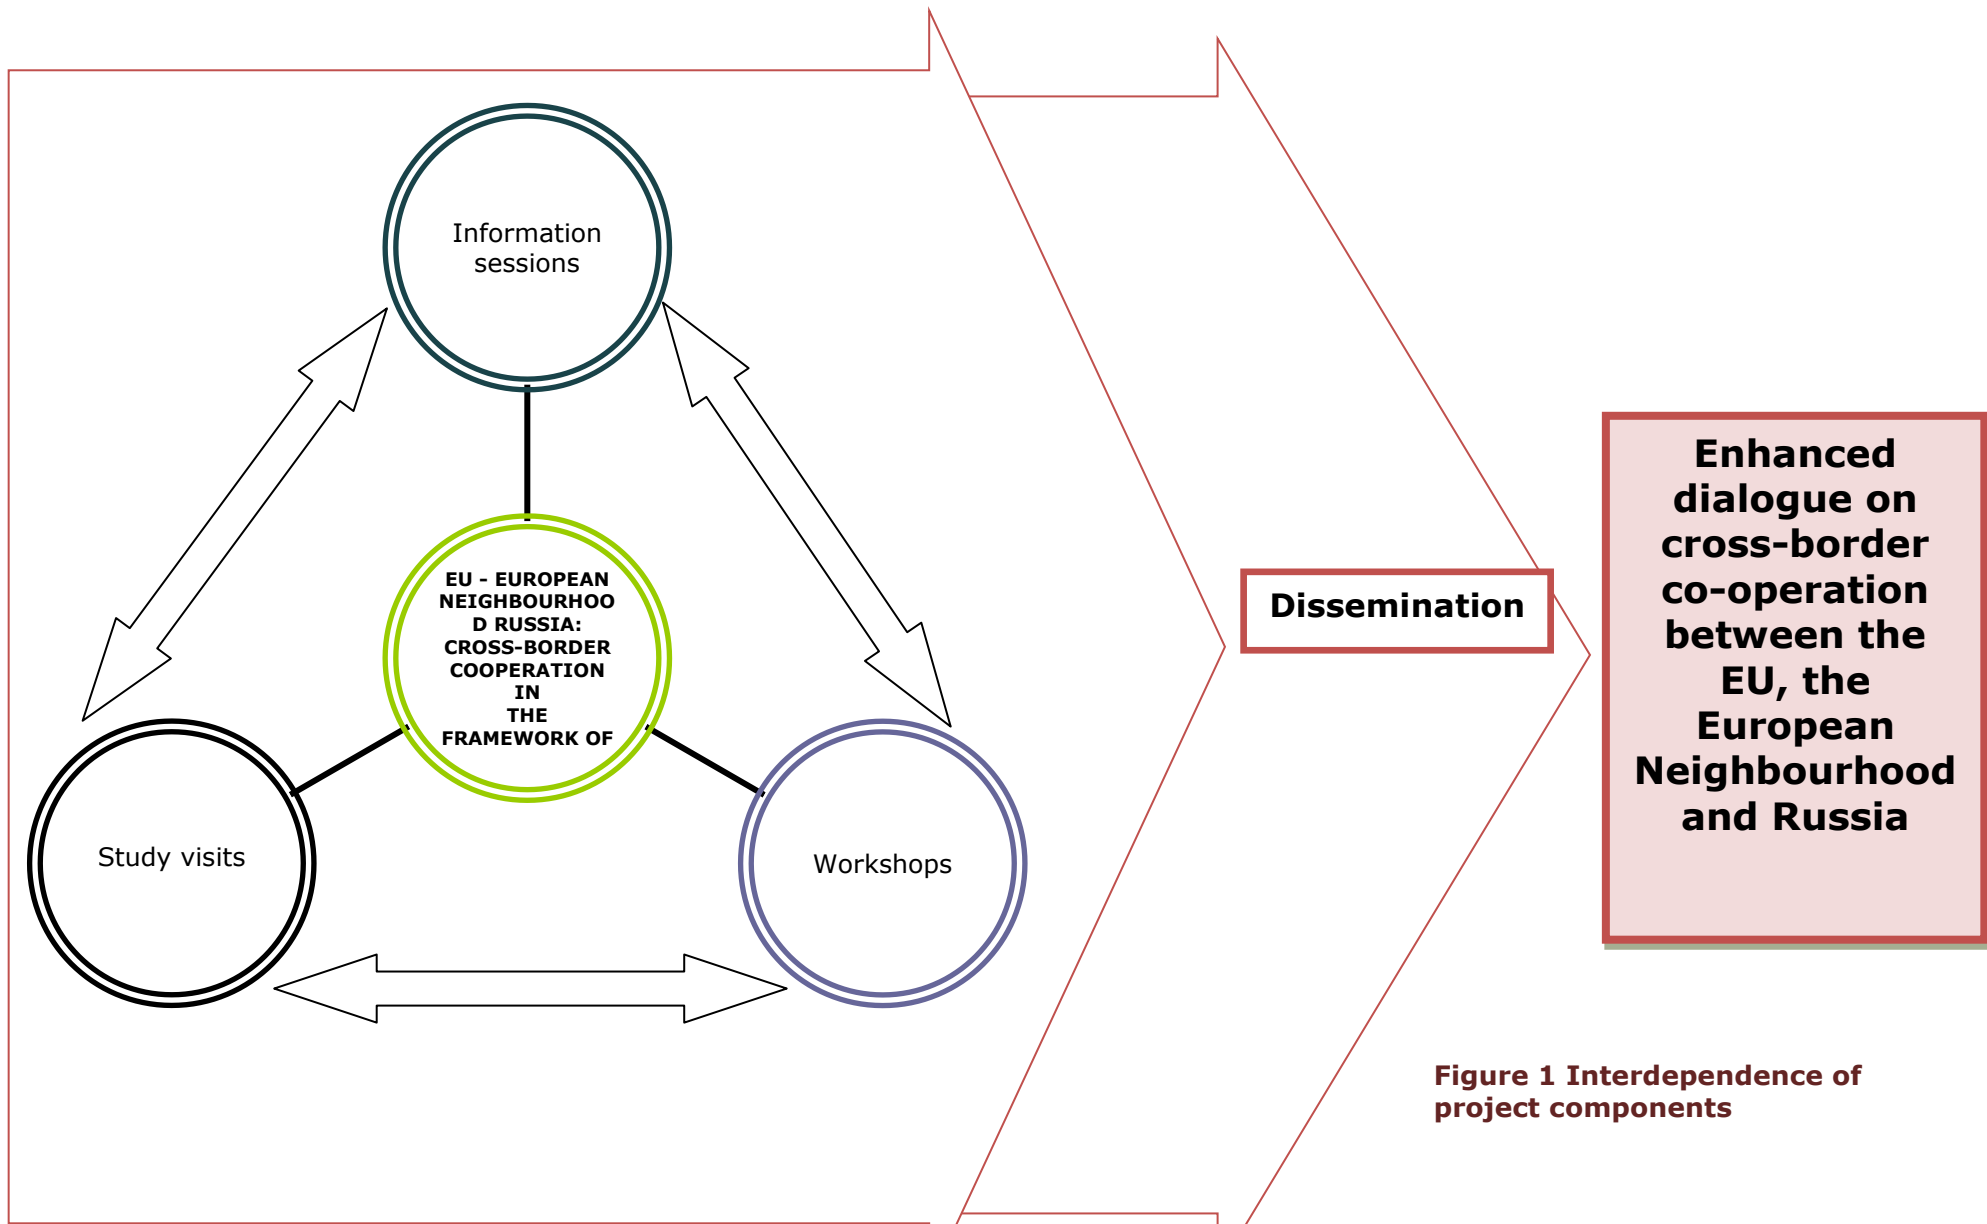 Information
sessions
EU - EUROPEAN
NEIGHBOURHOO
D RUSSIA:
CROSS-BORDER
COOPERATION
IN
THE
FRAMEWORK OF
Study visits
Workshops
Dissemination
Enhanced
dialogue on
cross-border
co-operation
between the
EU, the
European
Neighbourhood
and Russia
Figure 1 Interdependence of
project components